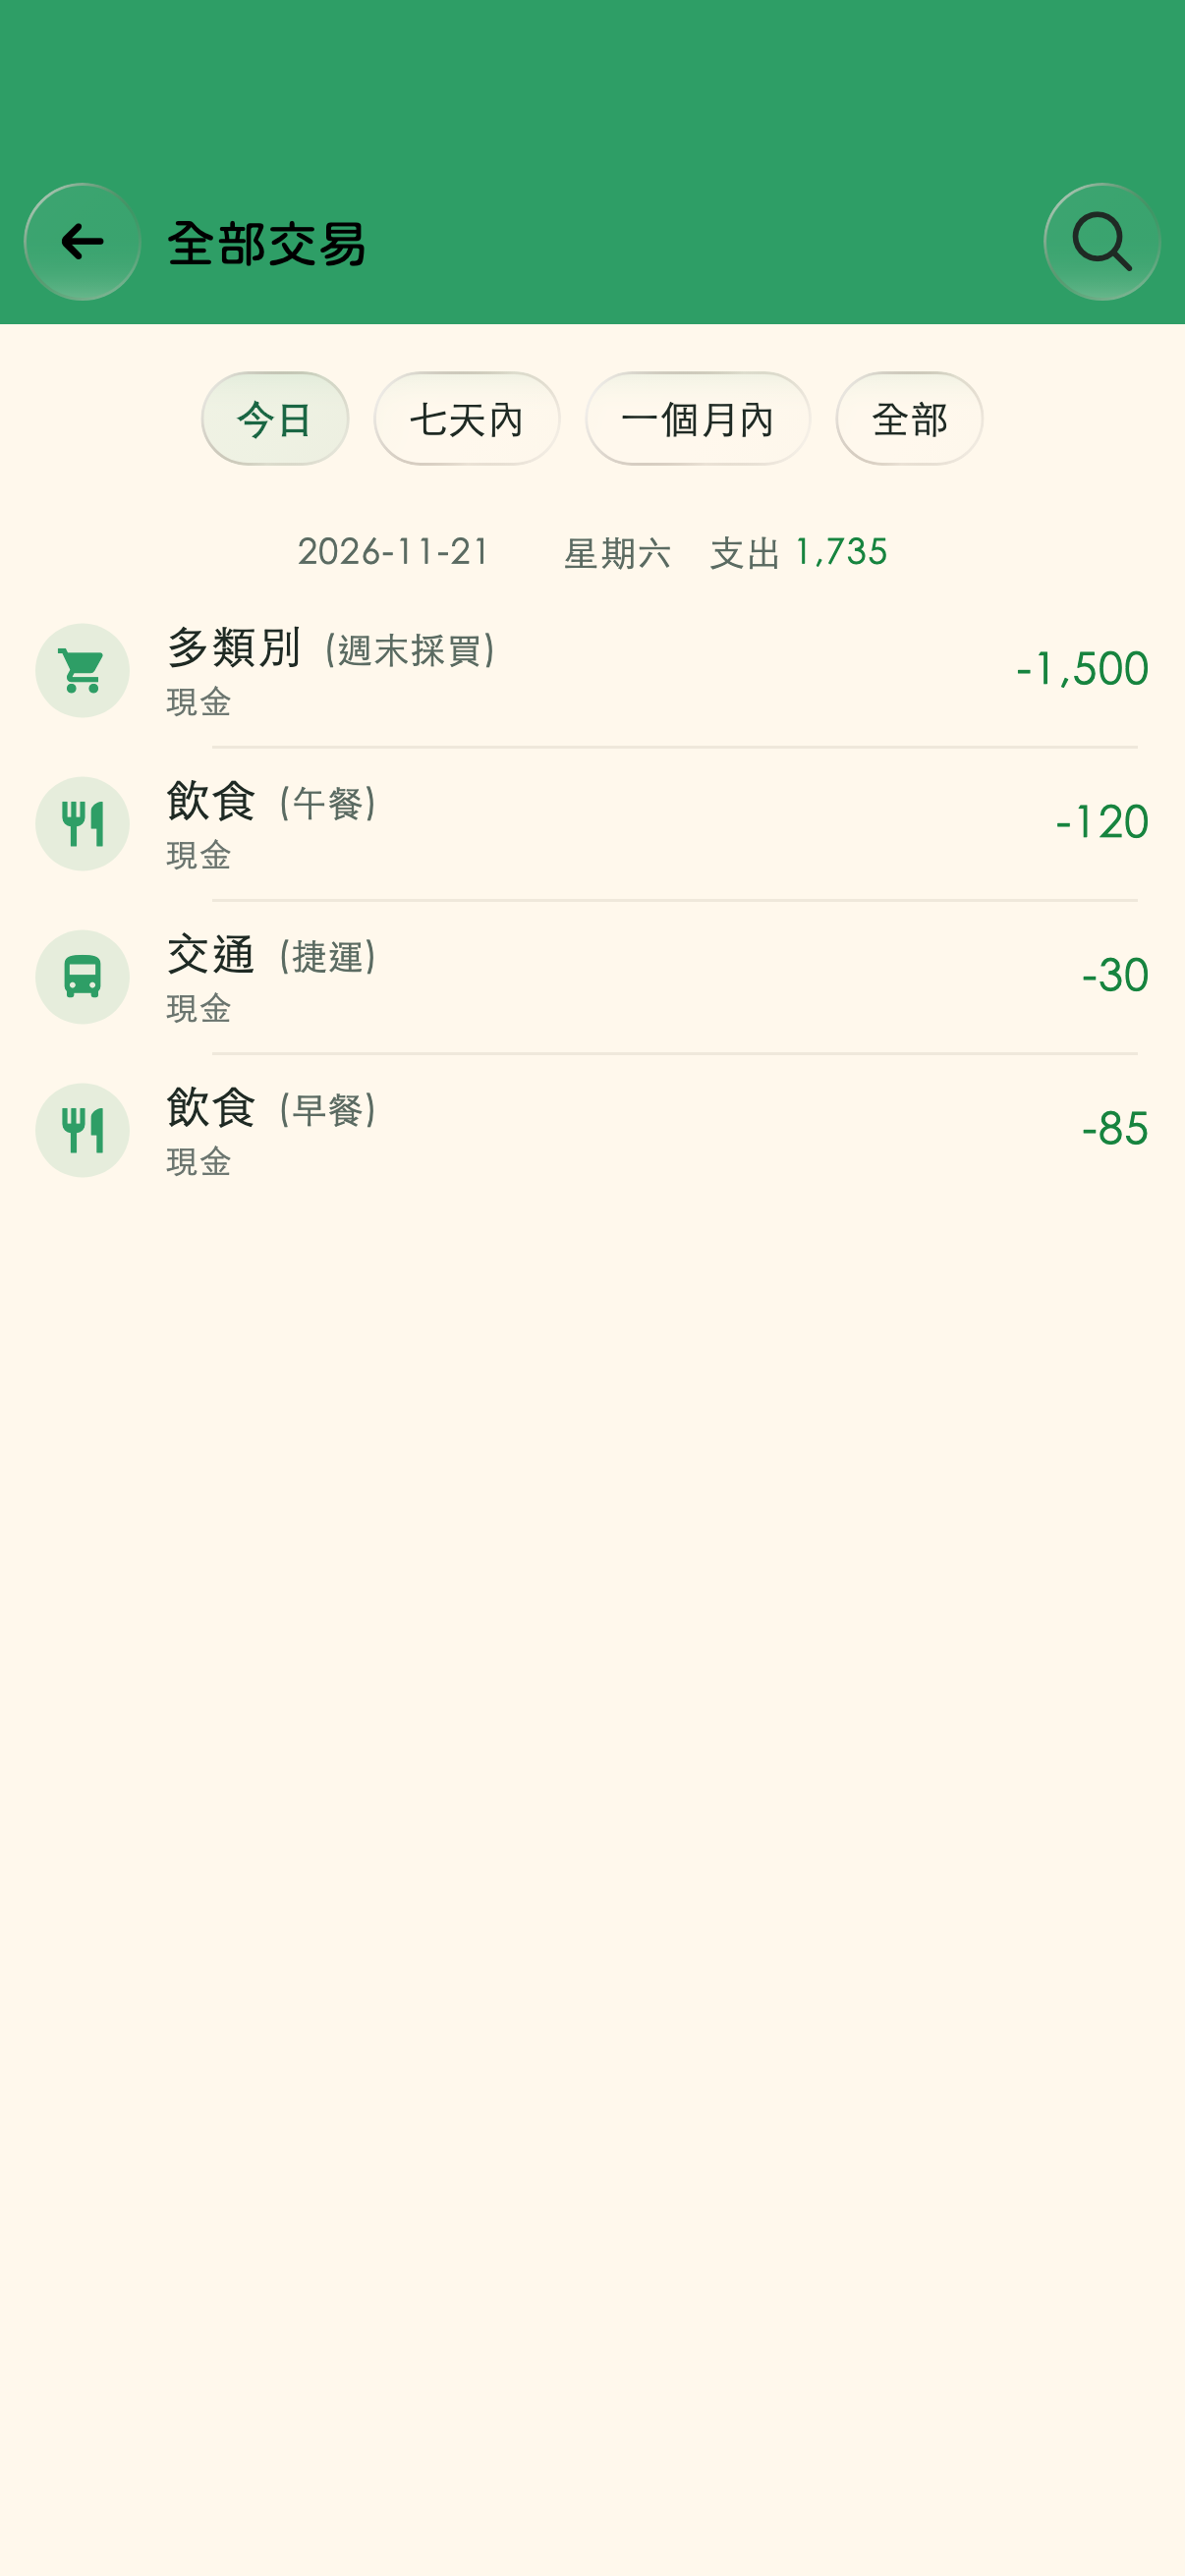 全部交易
今日 七天內 一個月內 全部
2026-11-21 星期六 支出 1,735
多類別 (週末採買) -1,500
現金
飲食 (午餐) -120
現金
交通 (捷運) -30
現金
飲食 (早餐) -85
現金